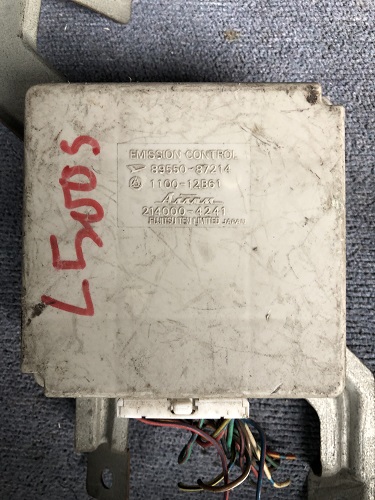 EMISSION CONTROL
89560-87214
1100-12861
214000-4241
FUJITSU TEN LIMITED JAPAN
L500S